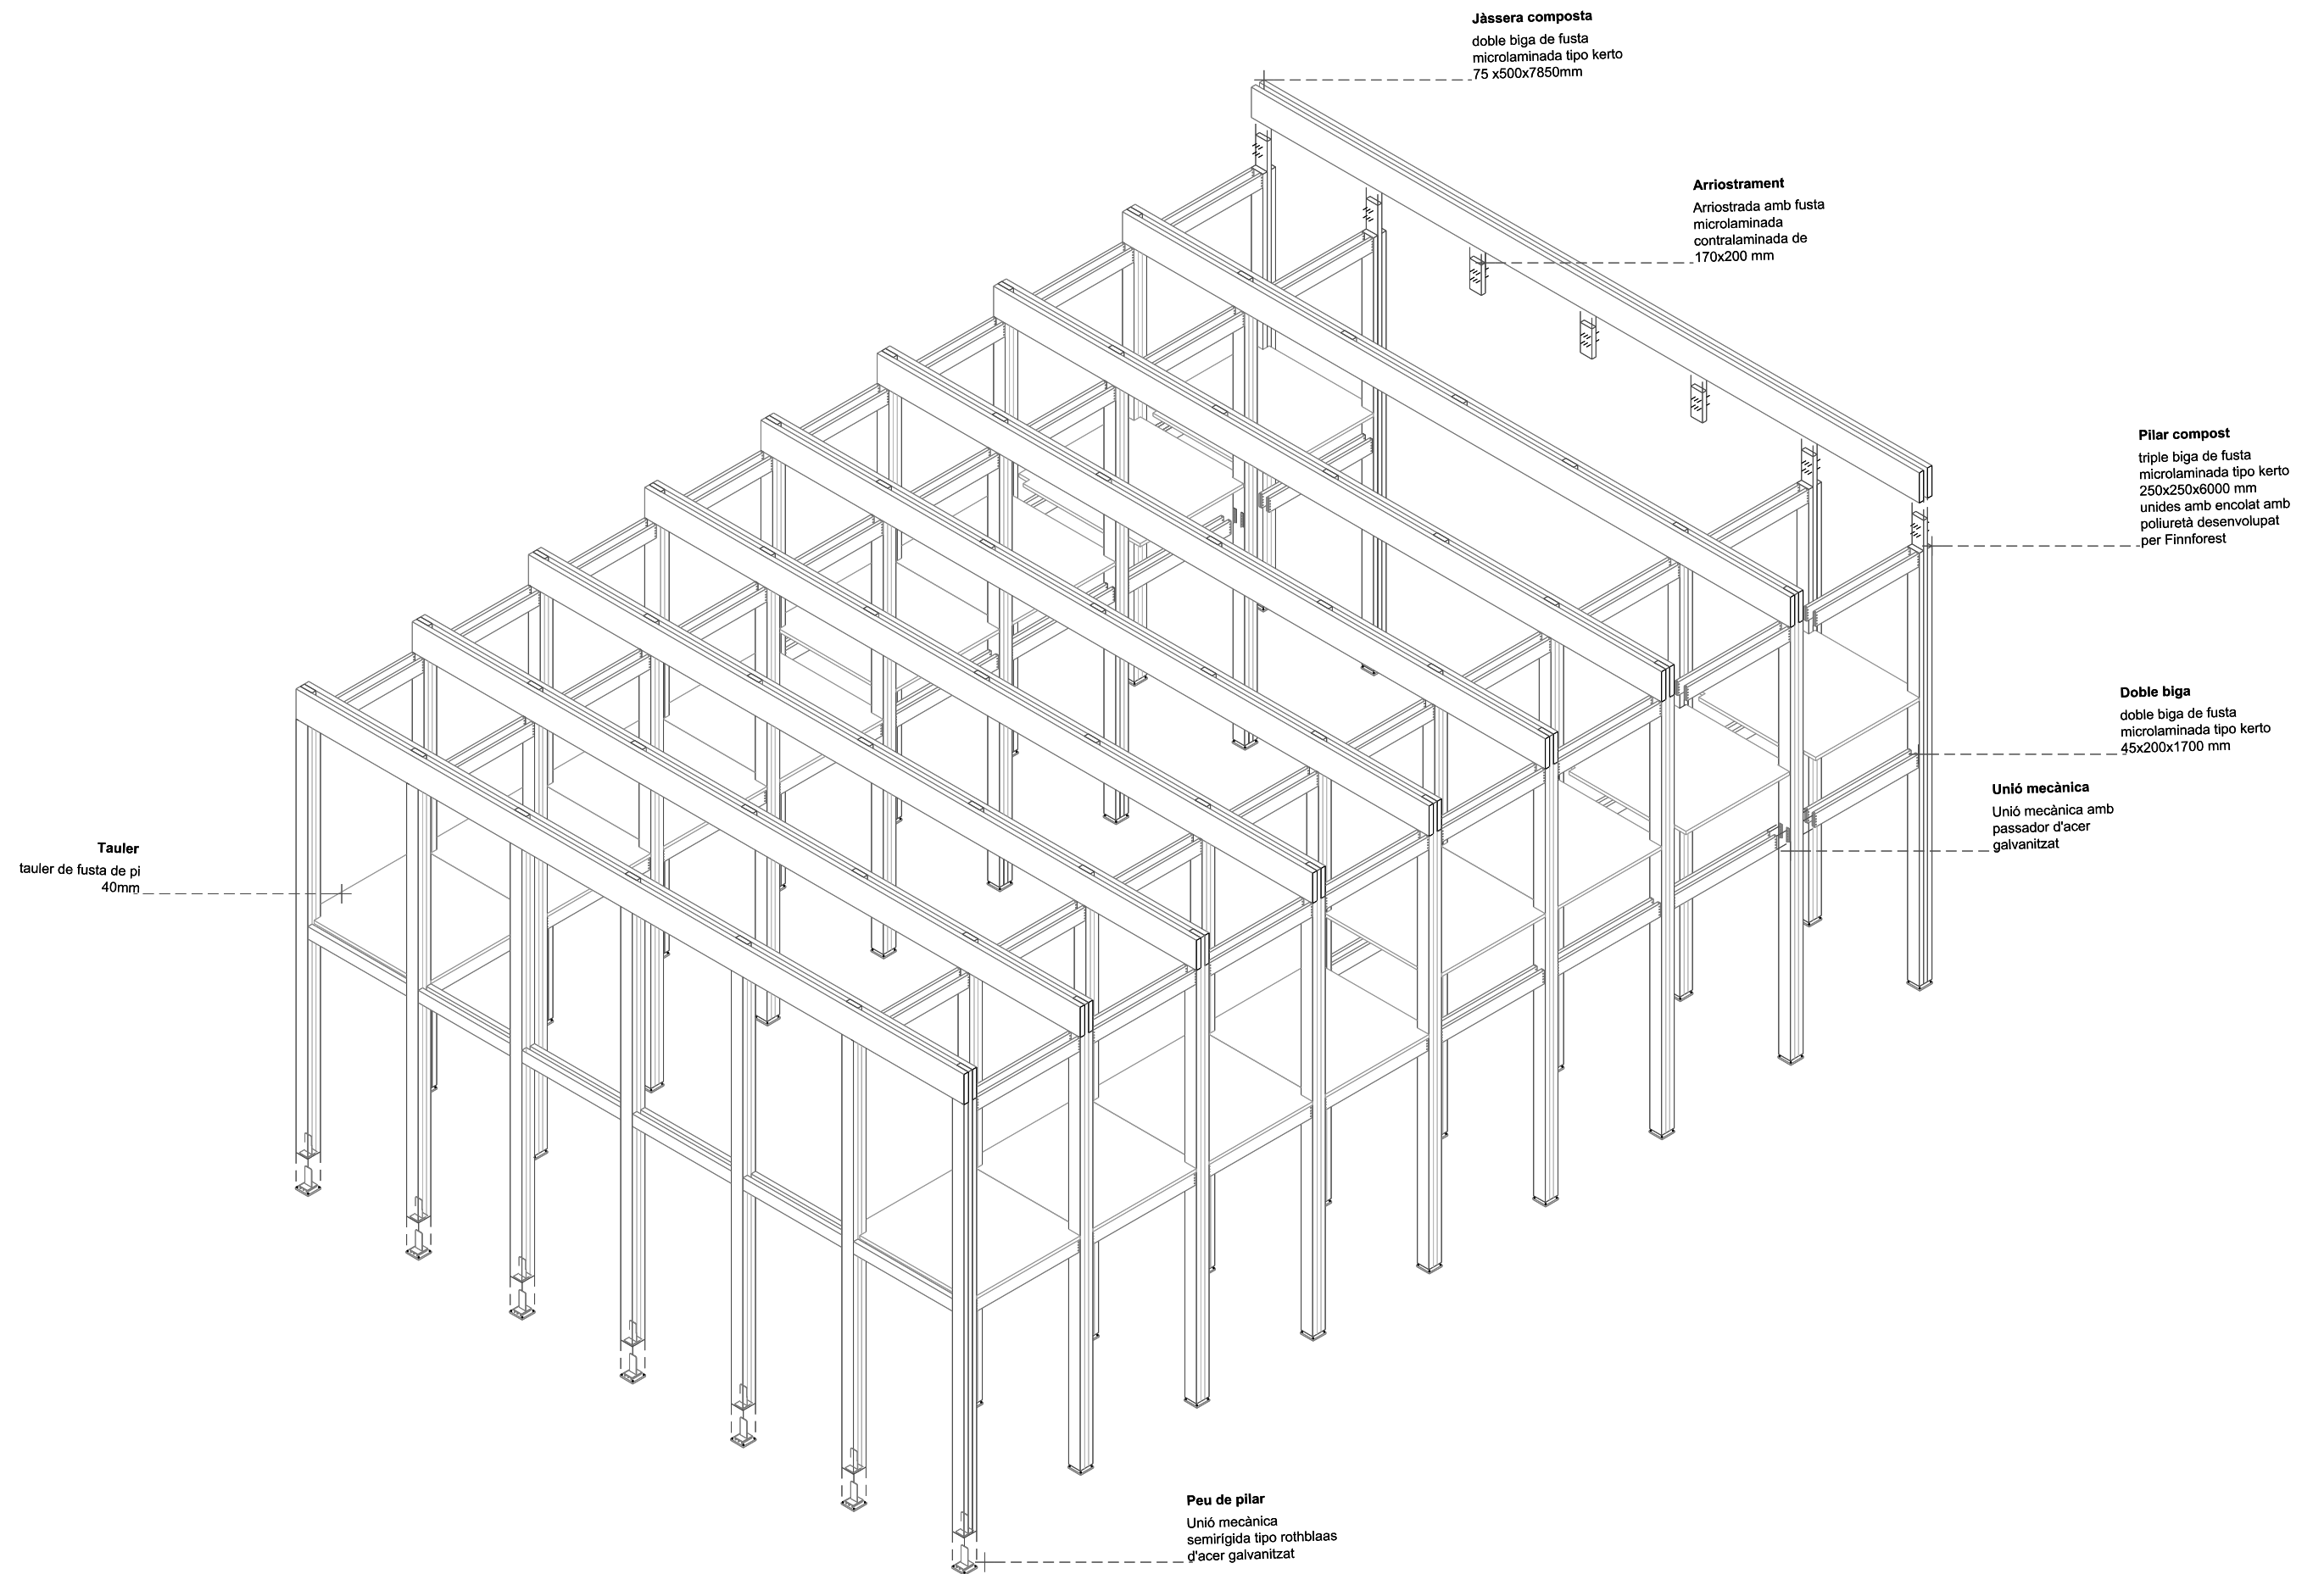 Jàssera composta
doble biga de fusta
microlaminada tipo kerto
75 x500x7850mm
Arriostrament
Arriostrada amb fusta
microlaminada
contralaminada de
170x200 mm
Pilar compost
triple biga de fusta
microlaminada tipo kerto
250x250x6000 mm
unides amb encolat amb
poliuretà desenvolupat
per Finnforest
Doble biga
doble biga de fusta
microlaminada tipo kerto
45x200x1700 mm
Unió mecànica
Unió mecànica amb
passador d'acer
galvanitzat
Tauler
tauler de fusta de pi
40mm
Peu de pilar
Unió mecànica
semirígida tipo rothblaas
d'acer galvanitzat